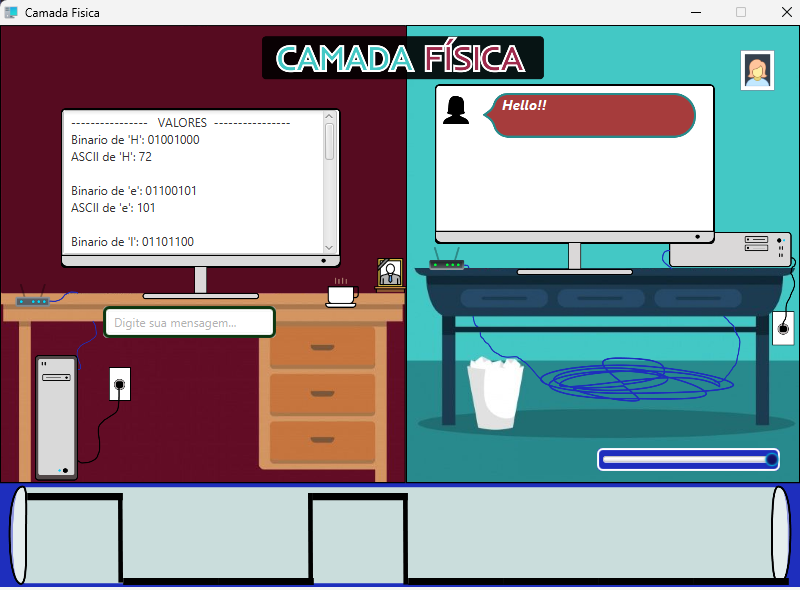 Camada Fisica
CAMADA FÍSICA
---------------- VALORES ----------------
Binario de 'H': 01001000
ASCII de 'H': 72
Binario de 'e': 01100101
ASCII de 'e': 101
Binario de 'l': 01101100
Hello!!
Digite sua mensagem...